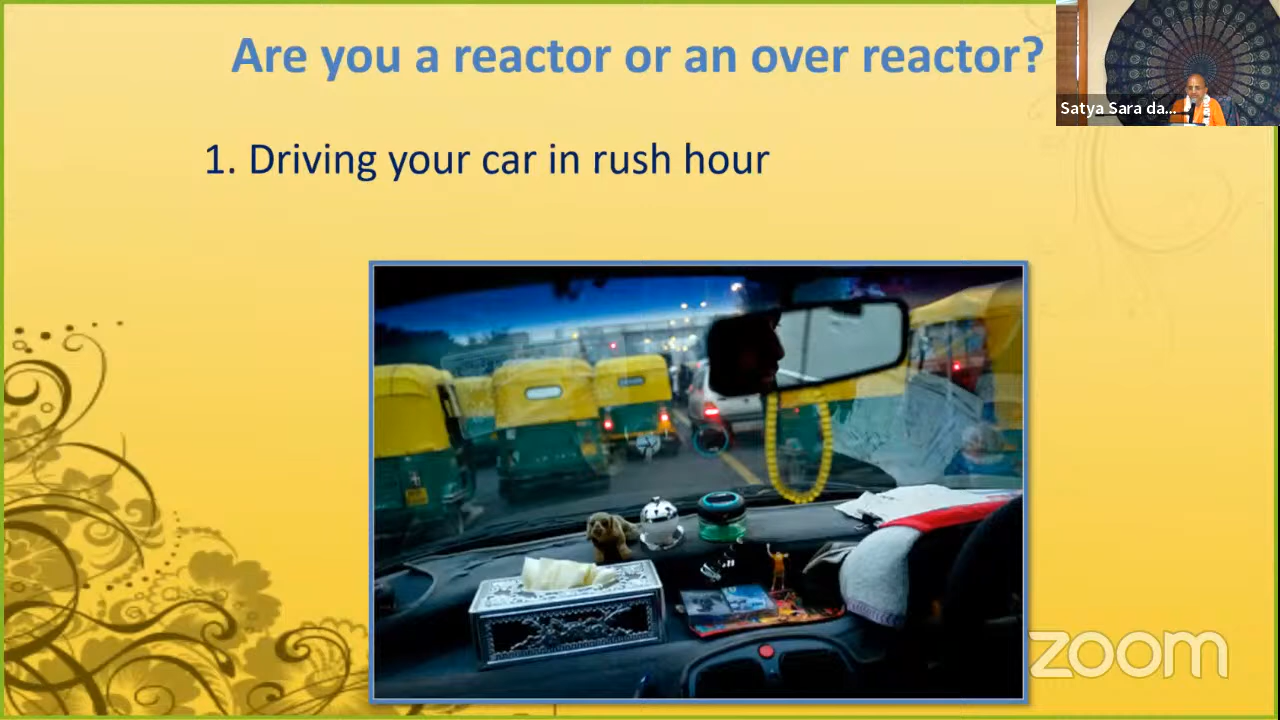 Are you a reactor or an over reactor?
Satya Sara da...
1. Driving your car in rush hour
zoom